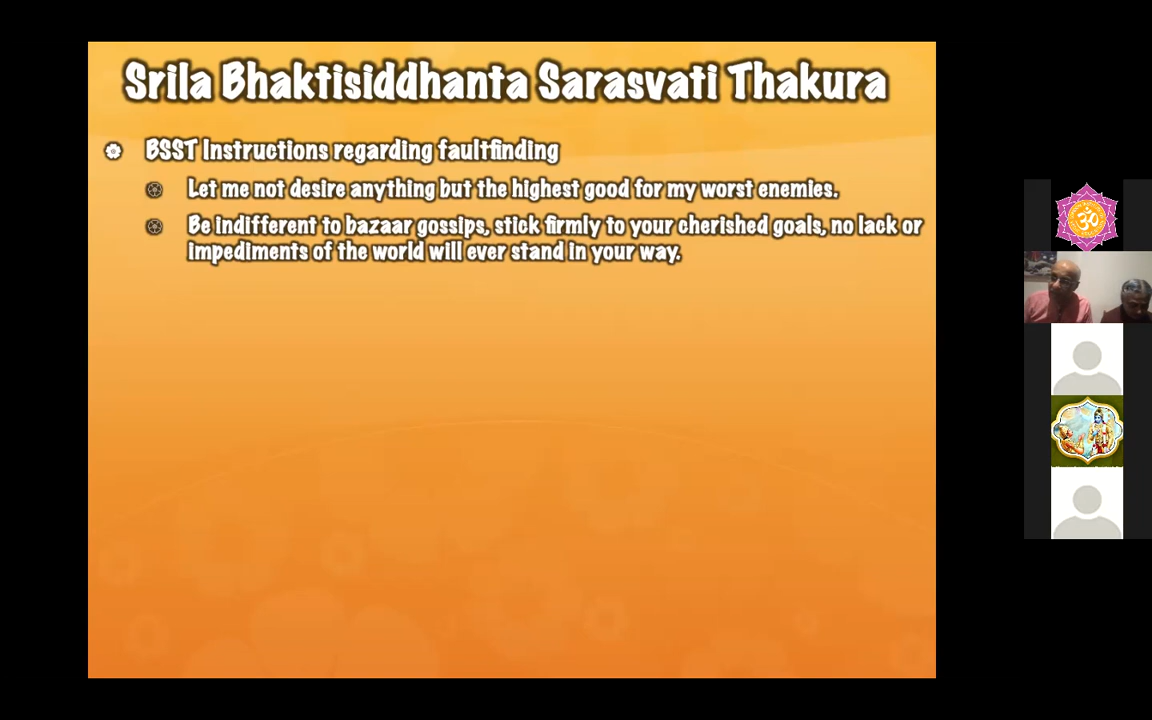 Srila Bhaktisiddhanta Sarasvati Thakura
BSST Instructions regarding faultfinding
Let me not desire anything but the highest good for my worst enemies.
Be indifferent to bazaar gossips, stick firmly to your cherished goals, no lack or
impediments of the world will ever stand in your way.
ॐ